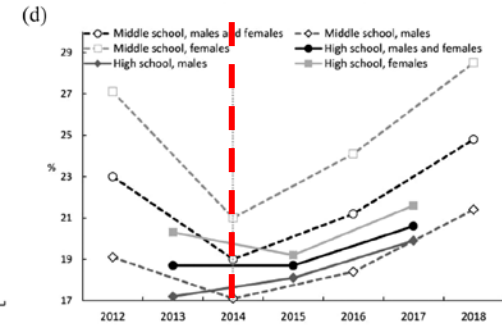 (d)
Middle school, males and females
Middle school, males
Middle school, females
High school, males and females
High school, males
High school, females
29
27
25
23
21
19
17
%
2012 2013 2014 2015 2016 2017 2018